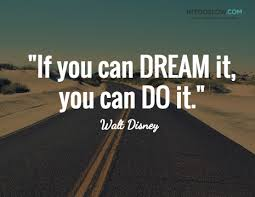 "If you can DREAM it,
you can DO it."
Walt Disney